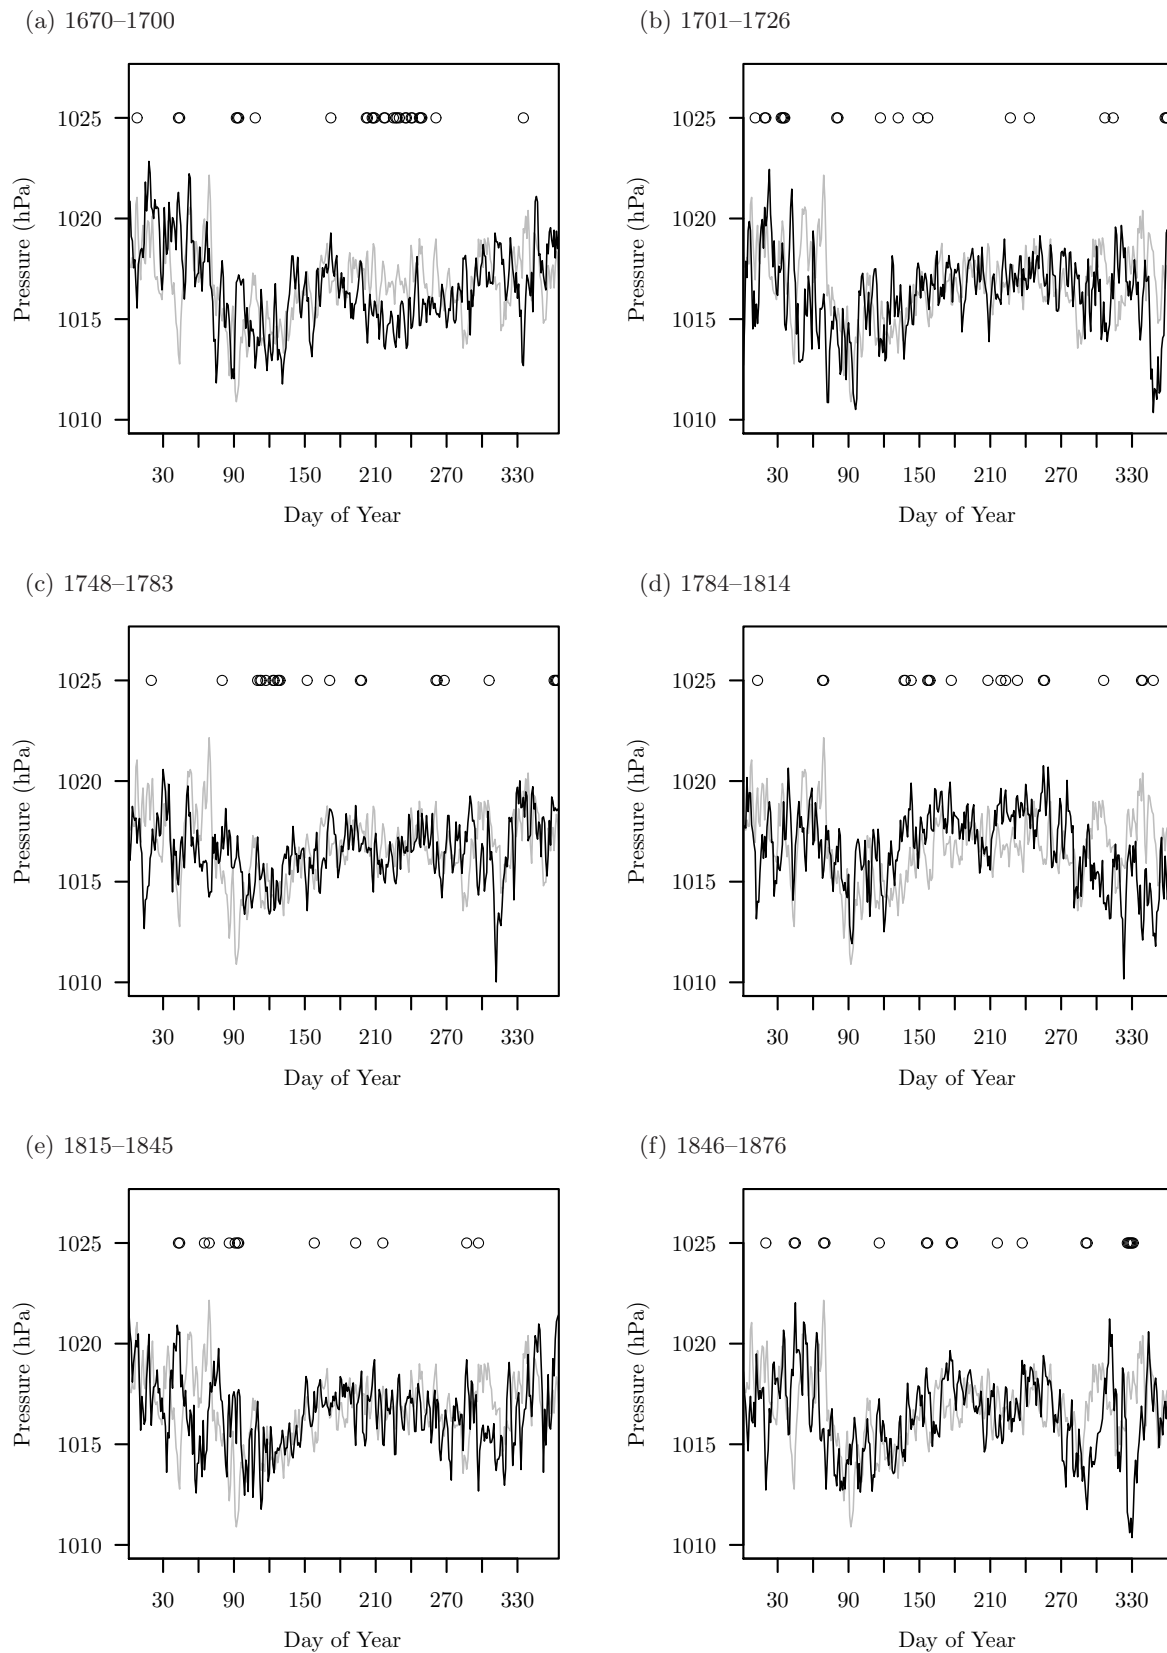 (a) 1670–1700
(b) 1701–1726
1025
1020
1015
1010
Pressure (hPa)
30 90 150 210 270 330
Day of Year
1025
1020
1015
1010
Pressure (hPa)
30 90 150 210 270 330
Day of Year
(c) 1748–1783
(d) 1784–1814
1025
1020
1015
1010
Pressure (hPa)
30 90 150 210 270 330
Day of Year
1025
1020
1015
1010
Pressure (hPa)
30 90 150 210 270 330
Day of Year
(e) 1815–1845
(f) 1846–1876
1025
1020
1015
1010
Pressure (hPa)
30 90 150 210 270 330
Day of Year
1025
1020
1015
1010
Pressure (hPa)
30 90 150 210 270 330
Day of Year